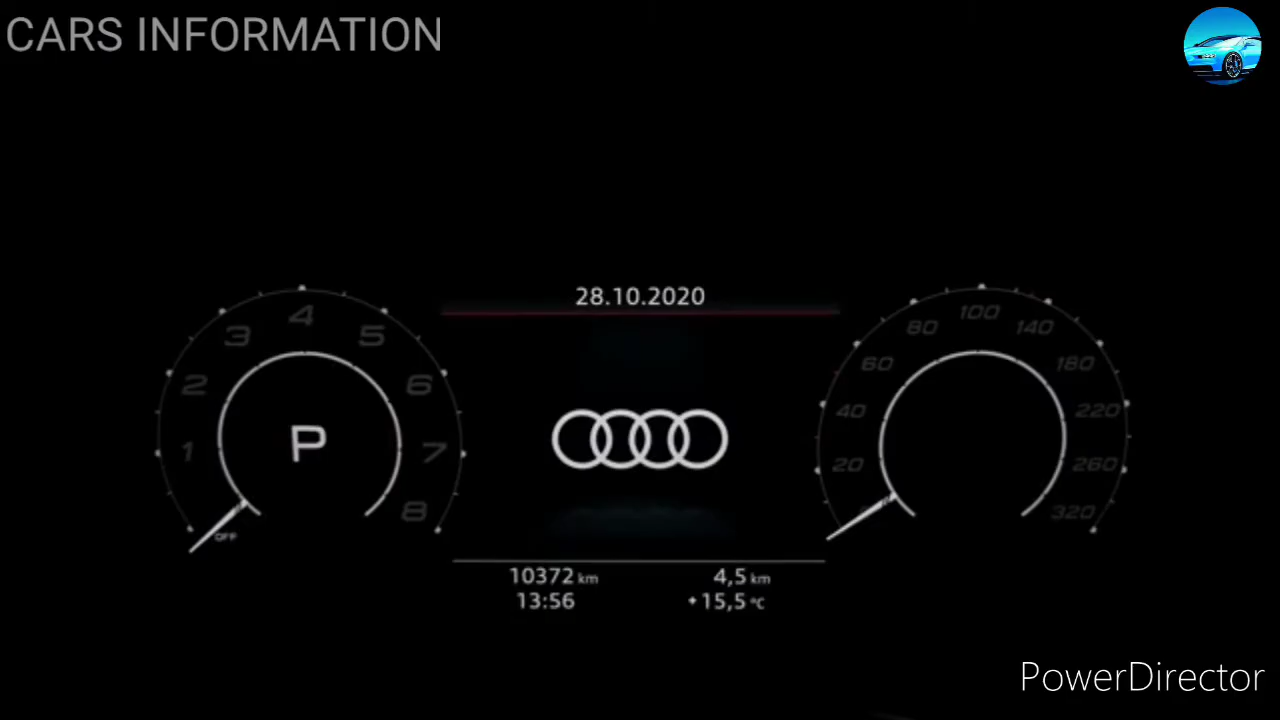 CARS INFORMATION
28.10.2020
1 2 3 4 5 6 7 8
P
OFF
20 40 60 80 100 140 180 220 260 320
10372 km 4,5 km
13:56 +15,5 °C
PowerDirector